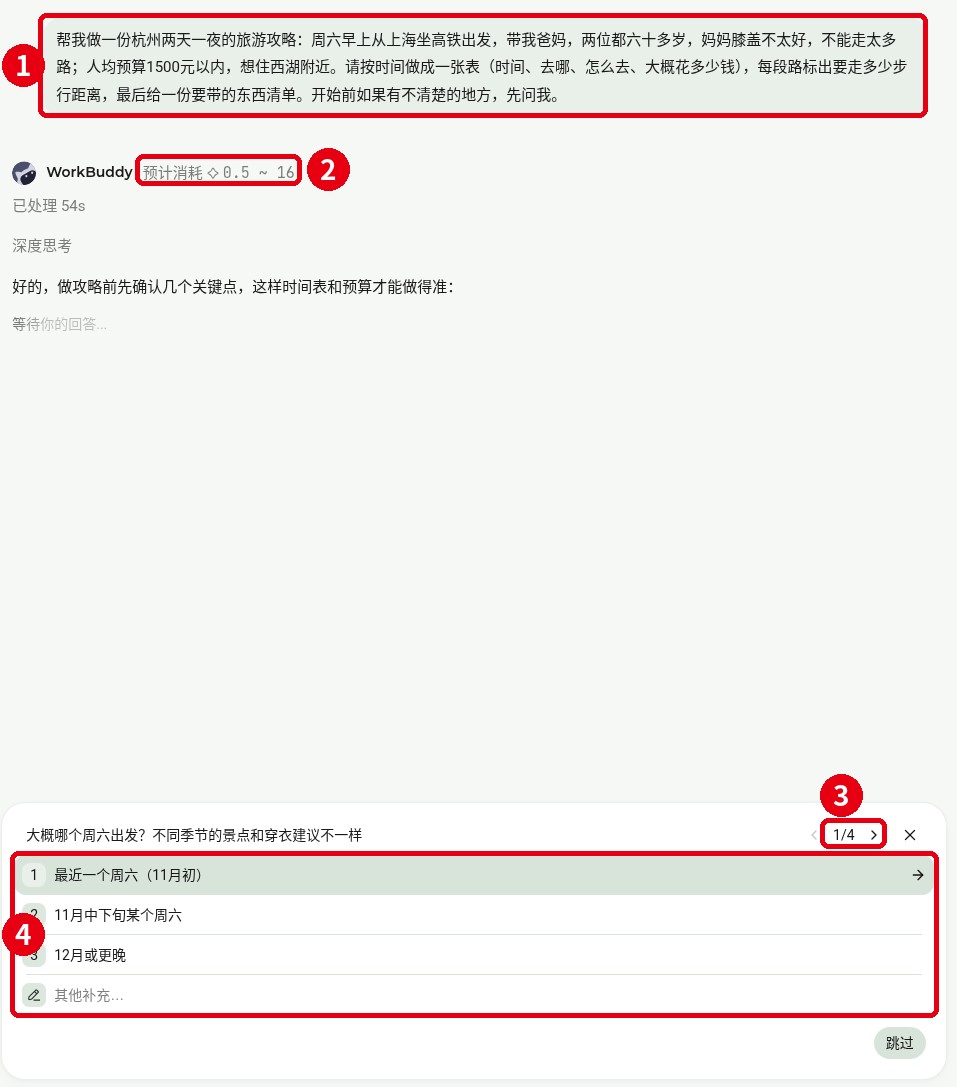 帮我做一份杭州两天一夜的旅游攻略：周六早上从上海坐高铁出发，带我爸妈，两位都六十多岁，妈妈膝盖不太好，不能走太多
路；人均预算1500元以内，想住西湖附近。请按时间做成一张表（时间、去哪、怎么去、大概花多少钱），每段路标出要走多少步
行距离，最后给一份要带的东西清单。开始前如果有不清楚的地方，先问我。
1
WorkBuddy 预计消耗 0.5 ~ 16
2
已处理 54s
深度思考
好的，做攻略前先确认几个关键点，这样时间表和预算才能做得准：
等待你的回答...
3
大概哪个周六出发？不同季节的景点和穿衣建议不一样
1/4
1 最近一个周六（11月初）
2 11月中下旬某个周六
4
3 12月或更晚
其他补充...
跳过